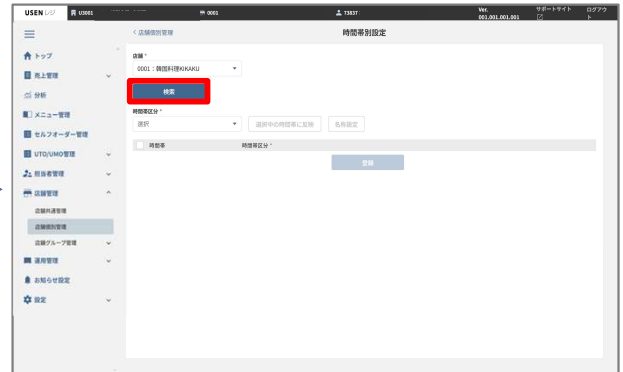 USEN レジ U3001 0001 73837 Ver. 001.001.001.001 サポートサイト ログアウト
< 店舗個別管理 時間帯別設定
トップ
店舗 *
0001：韓国料理KIKAKU
売上管理
検索
分析
メニュー管理
時間帯区分 *
選択 選択中の時間帯に反映 名称設定
セルフオーダー管理
時間帯 時間帯区分 *
UTO/UMO管理
登録
担当者管理
店舗管理
店舗共通管理
店舗個別管理
店舗グループ管理
運用管理
お知らせ設定
設定